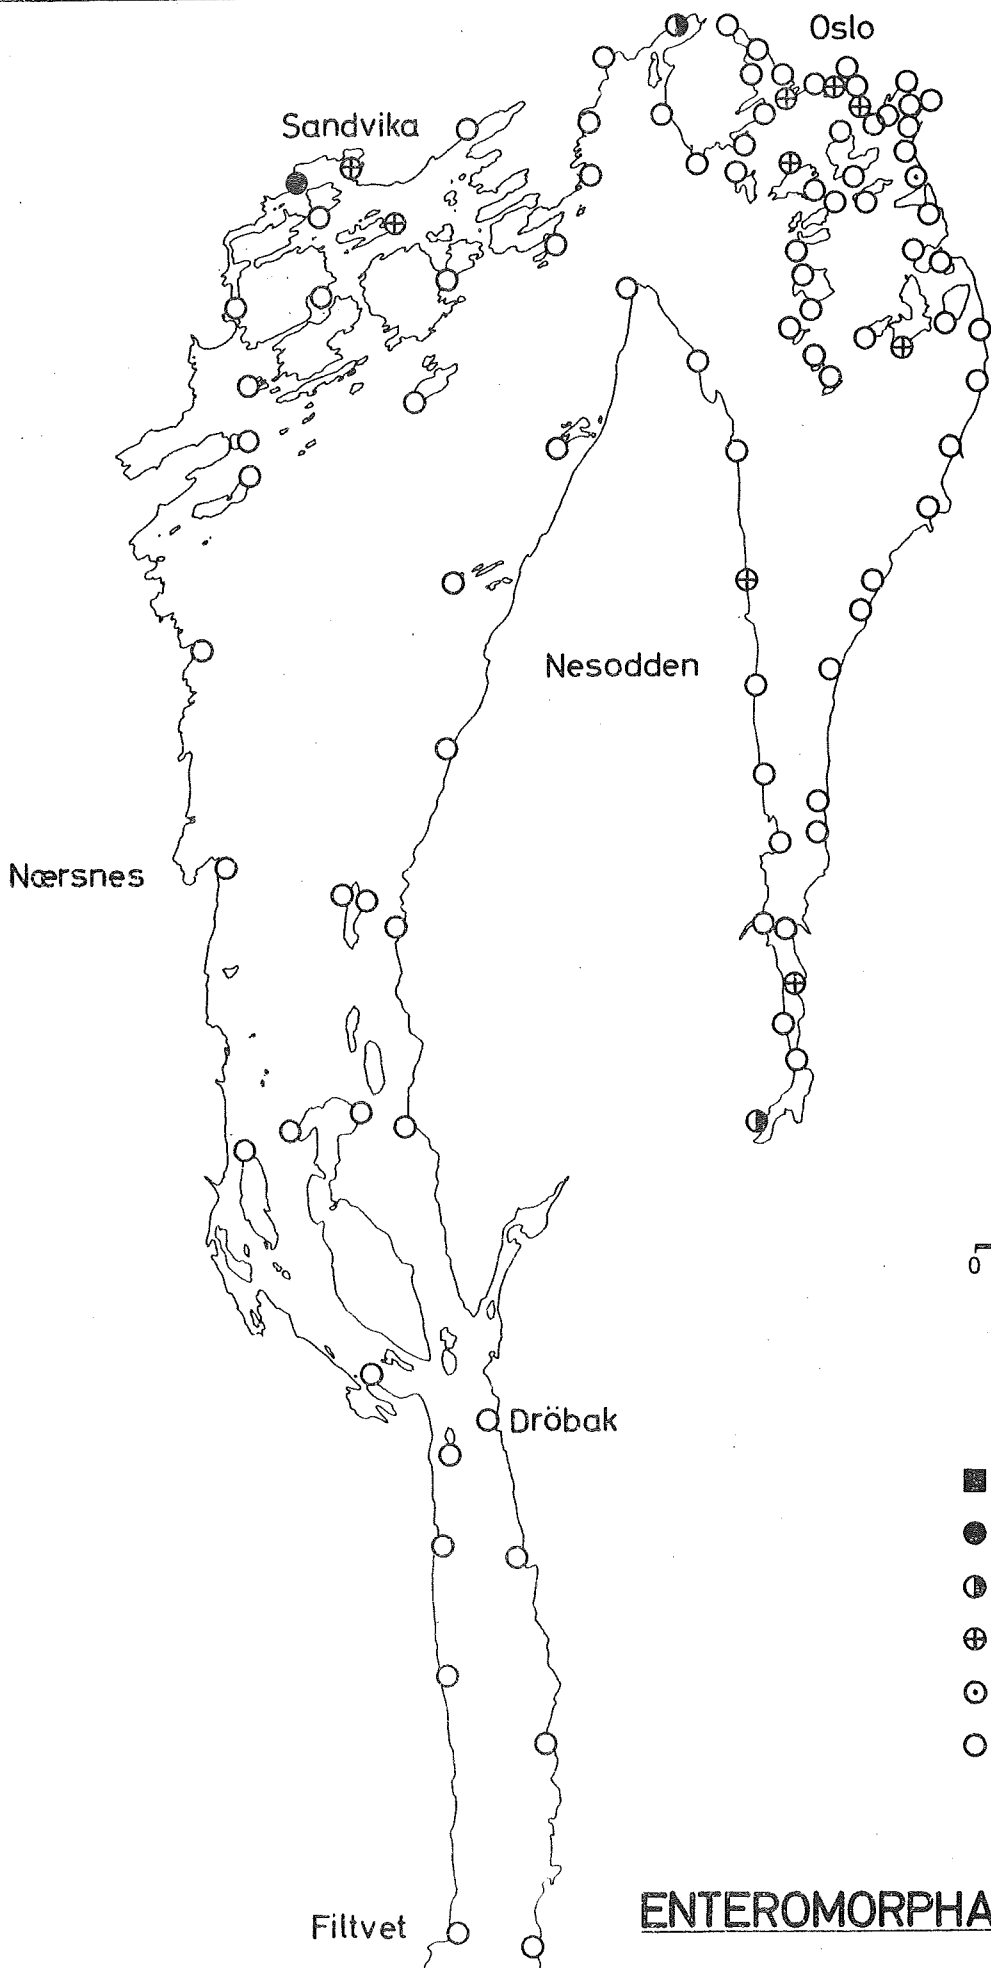 Oslo
Sandvika
Nesodden
Nærsnes
0
Dröbak
ENTEROMORPHA
Filtvet